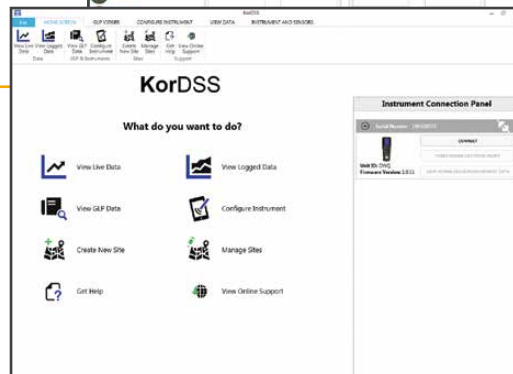 KorDSS
File HOME SCREEN GLP VIEWER CONFIGURE INSTRUMENT VIEW DATA INSTRUMENT AND SENSORS
View Live Data
View Logged Data
View GLP Data
Configure Instrument
Create New Site
Manage Sites
Get Help
View Online Support
Data
GLP & Instruments
Sites
Support
KorDSS
What do you want to do?
View Live Data
View Logged Data
View GLP Data
Configure Instrument
Create New Site
Manage Sites
Get Help
View Online Support
Instrument Connection Panel
Serial Number:
CONNECT
Unit ID:
Firmware Version: